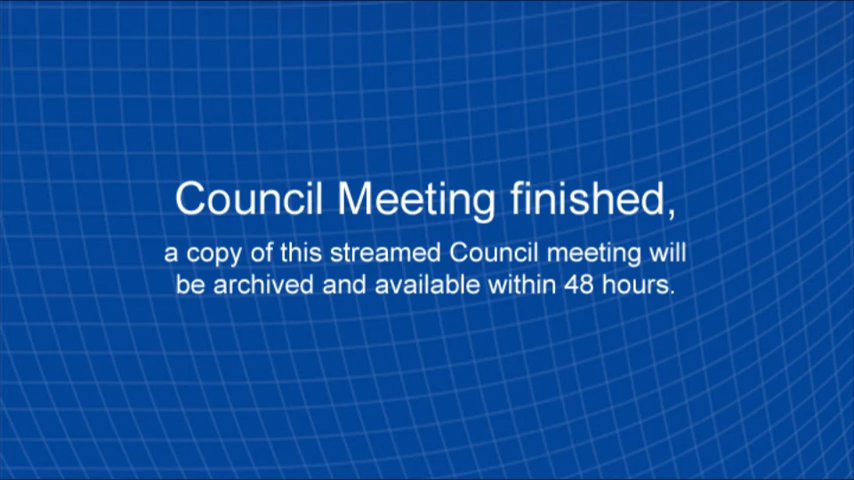 Council Meeting finished,
a copy of this streamed Council meeting will
be archived and available within 48 hours.